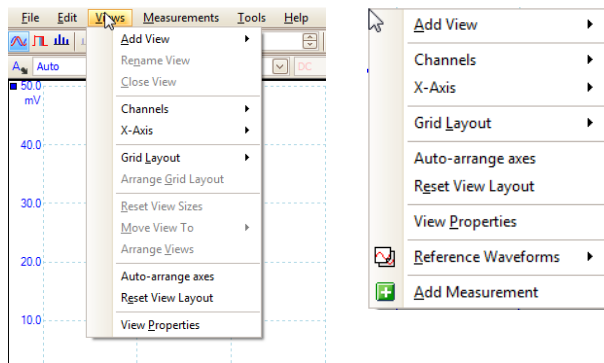 File Edit Views Measurements Tools Help
Auto
DC
50.0
mV
40.0
30.0
20.0
10.0
Add View
Rename View
Close View
Channels
X-Axis
Grid Layout
Arrange Grid Layout
Reset View Sizes
Move View To
Arrange Views
Auto-arrange axes
Reset View Layout
View Properties
Add View
Channels
X-Axis
Grid Layout
Auto-arrange axes
Reset View Layout
View Properties
Reference Waveforms
Add Measurement